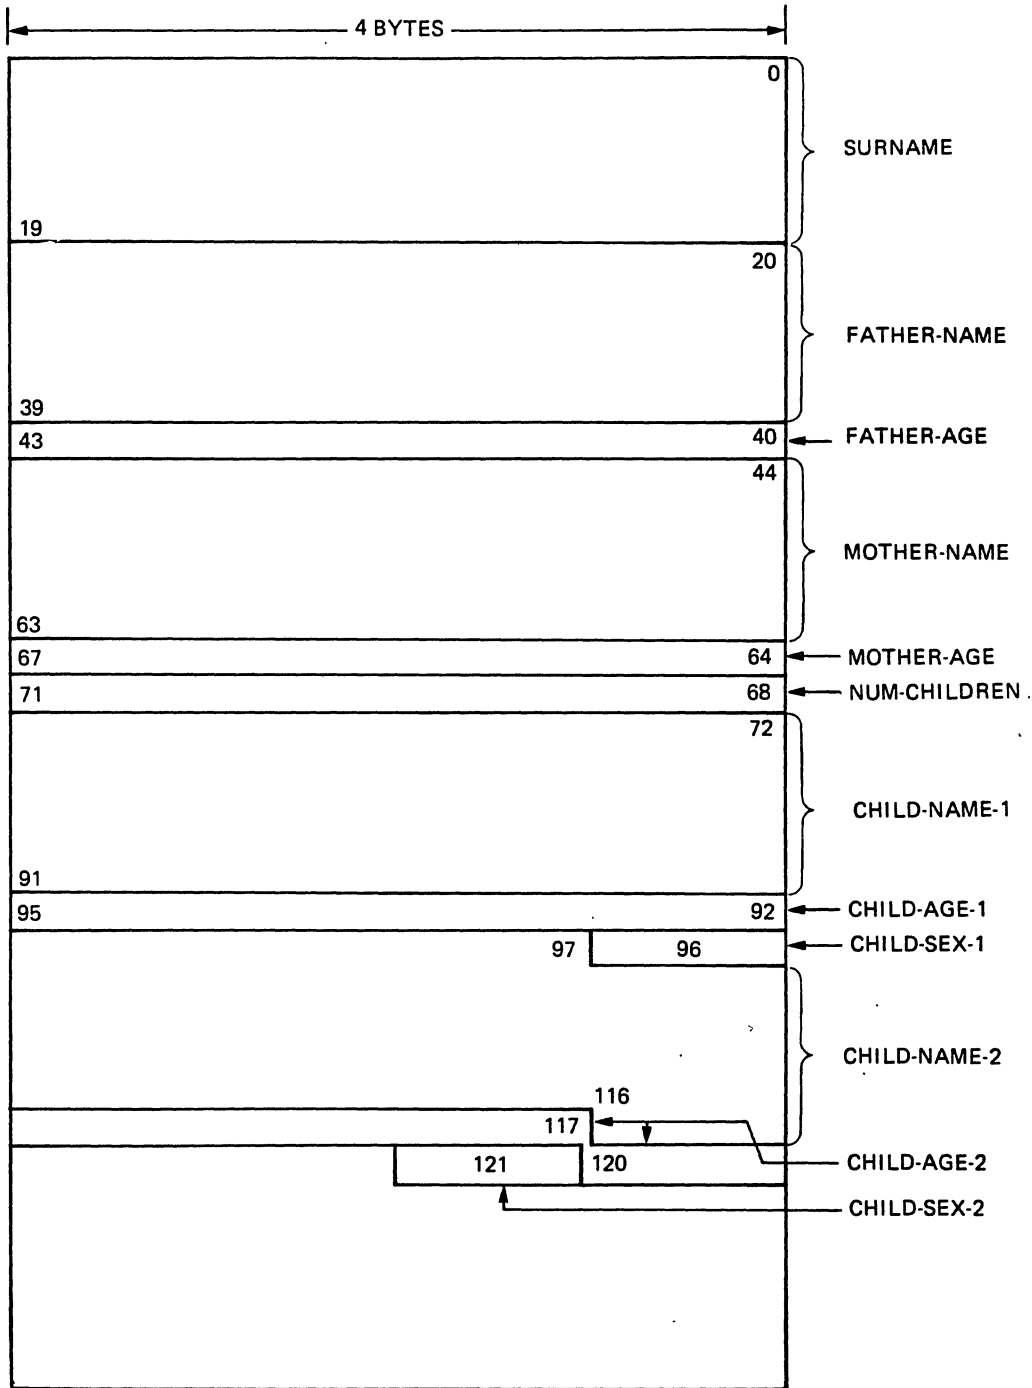 4 BYTES
0
SURNAME
19
20
FATHER-NAME
39
43 40 FATHER-AGE
44
MOTHER-NAME
63
67 64 MOTHER-AGE
71 68 NUM-CHILDREN
72
CHILD-NAME-1
91
95 92 CHILD-AGE-1
97 96 CHILD-SEX-1
CHILD-NAME-2
116
117
121 120 CHILD-AGE-2
CHILD-SEX-2